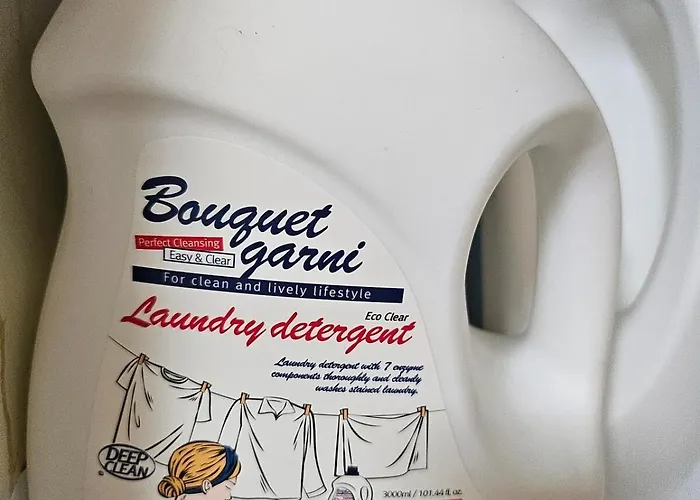 Bouquet
garni
Perfect Cleansing
Easy & Clear
For clean and lively lifestyle
Eco Clear
Laundry detergent
Laundry detergent with 7 enzyme
components thoroughly and cleanly
washes stained laundry.
DEEP
CLEAN
3000ml / 101.44 fl. oz.